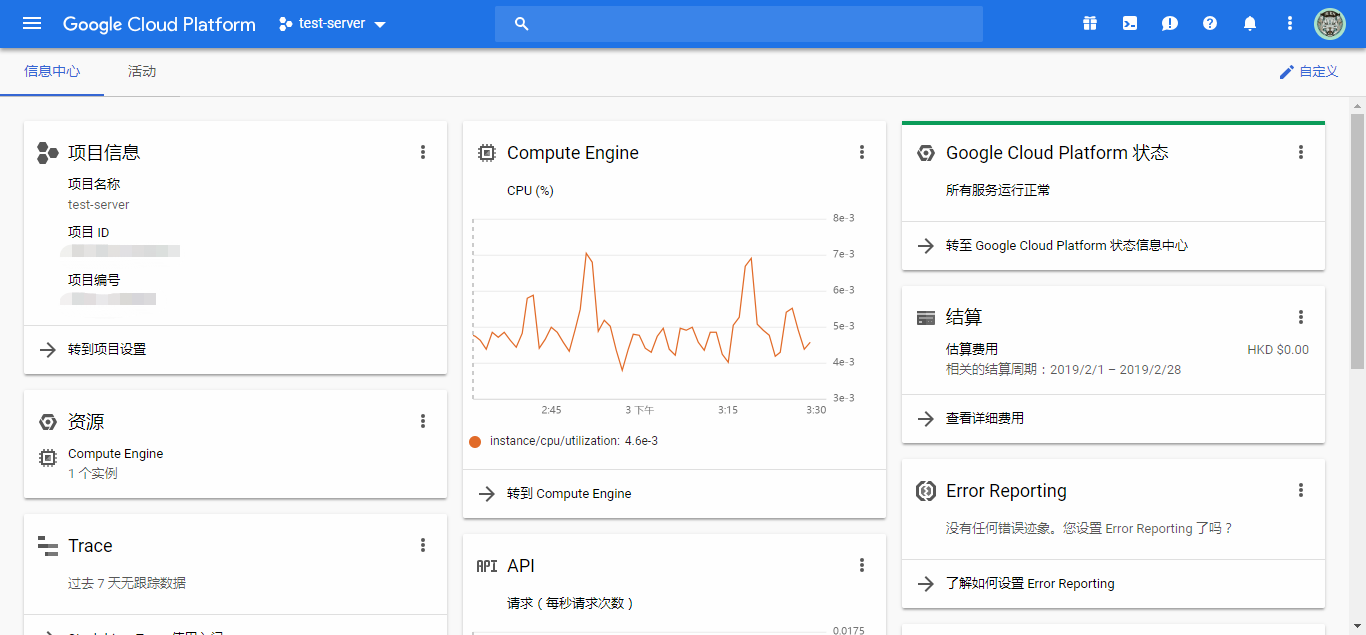 Google Cloud Platform
test-server
信息中心
活动
自定义
项目信息
项目名称
test-server
项目 ID
项目编号
转到项目设置
资源
Compute Engine
1 个实例
Trace
过去 7 天无跟踪数据
Compute Engine
CPU (%)
8e-3
7e-3
6e-3
5e-3
4e-3
3e-3
2:45
3 下午
3:15
3:30
instance/cpu/utilization: 4.6e-3
转到 Compute Engine
API
API
请求（每秒请求次数）
0.0175
Google Cloud Platform 状态
所有服务运行正常
转至 Google Cloud Platform 状态信息中心
结算
估算费用
HKD $0.00
相关的结算周期：2019/2/1 – 2019/2/28
查看详细费用
Error Reporting
没有任何错误迹象。您设置 Error Reporting 了吗？
了解如何设置 Error Reporting